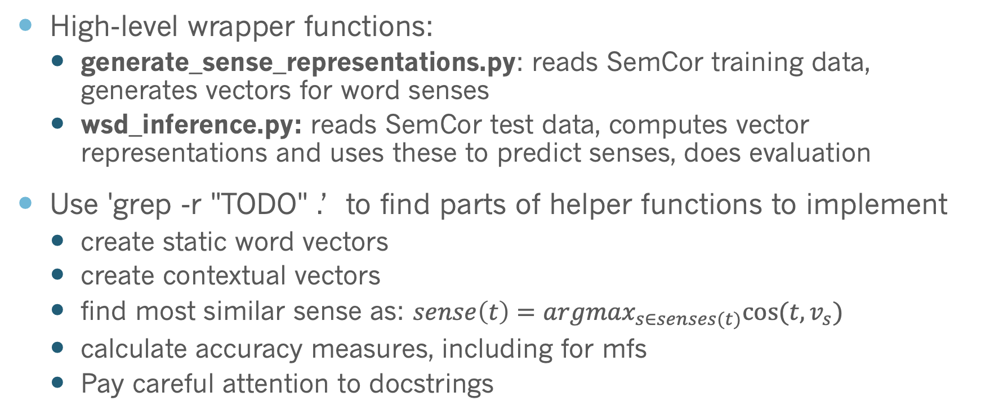 • High-level wrapper functions:
• generate_sense_representations.py: reads SemCor training data,
generates vectors for word senses
• wsd_inference.py: reads SemCor test data, computes vector
representations and uses these to predict senses, does evaluation
• Use 'grep -r "TODO" .’  to find parts of helper functions to implement
• create static word vectors
• create contextual vectors
• find most similar sense as: sense(t) = argmax_{s∈senses(t)}cos(t, v_s)
• calculate accuracy measures, including for mfs
• Pay careful attention to docstrings